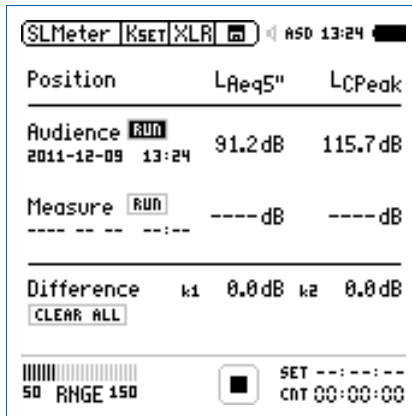 SLMeter KSET XLR ASD 13:24
Position LAeq5" LCPeak
Audience RUN 91.2dB 115.7dB
2011-12-09 13:24
Measure RUN ----dB ----dB
---- -- -- --:--
Difference k1 0.0dB k2 0.0dB
CLEAR ALL
SET --:--:--
50 RNGE 150 CNT 00:00:00